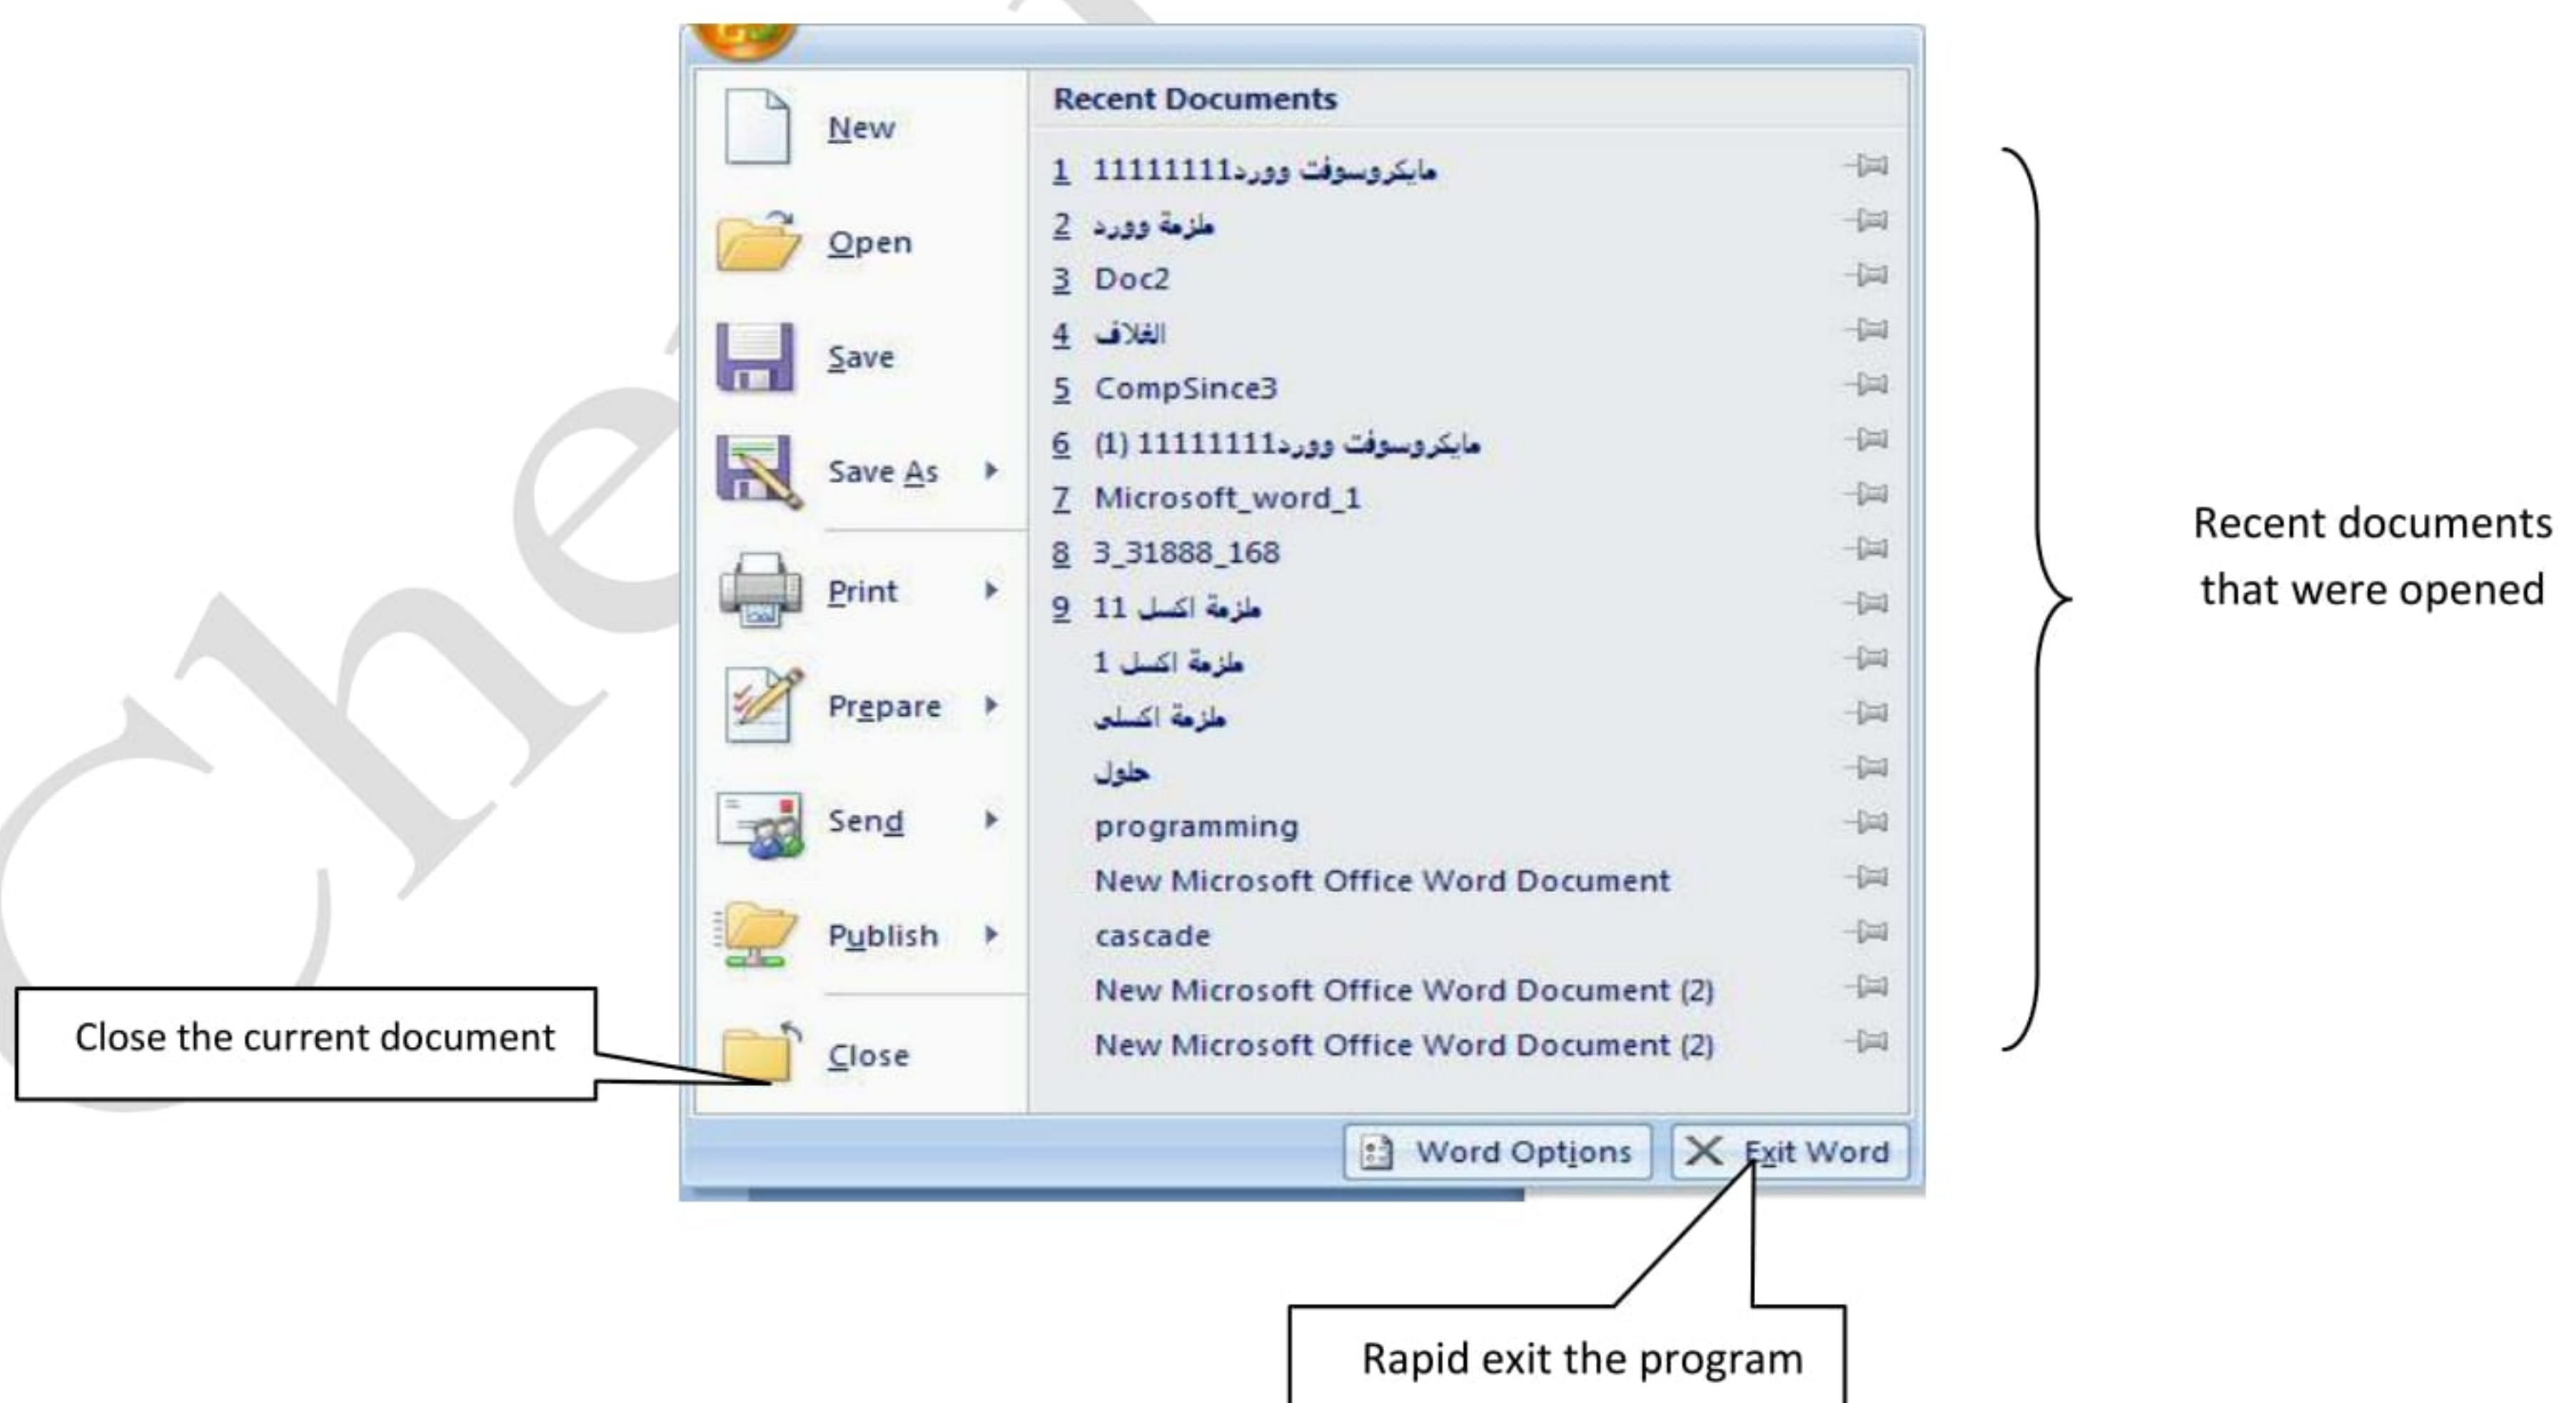 New
Open
Save
Save As
Print
Prepare
Send
Publish
Close
Recent Documents
1 مايكروسوفت وورد11111111
2 ملزمة وورد
3 Doc2
4 الغلاف
5 CompSince3
6 مايكروسوفت وورد11111111 (1)
7 Microsoft_word_1
8 3_31888_168
9 ملزمة اكسل 11
ملزمة اكسل 1
ملزمة اكسلى
حلول
programming
New Microsoft Office Word Document
cascade
New Microsoft Office Word Document (2)
New Microsoft Office Word Document (2)
Word Options
Exit Word
Recent documents
that were opened
Close the current document
Rapid exit the program
Che